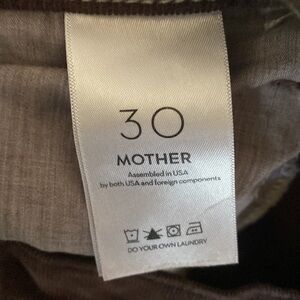 30
MOTHER
Assembled in USA
by both USA and foreign components
DO YOUR OWN LAUNDRY